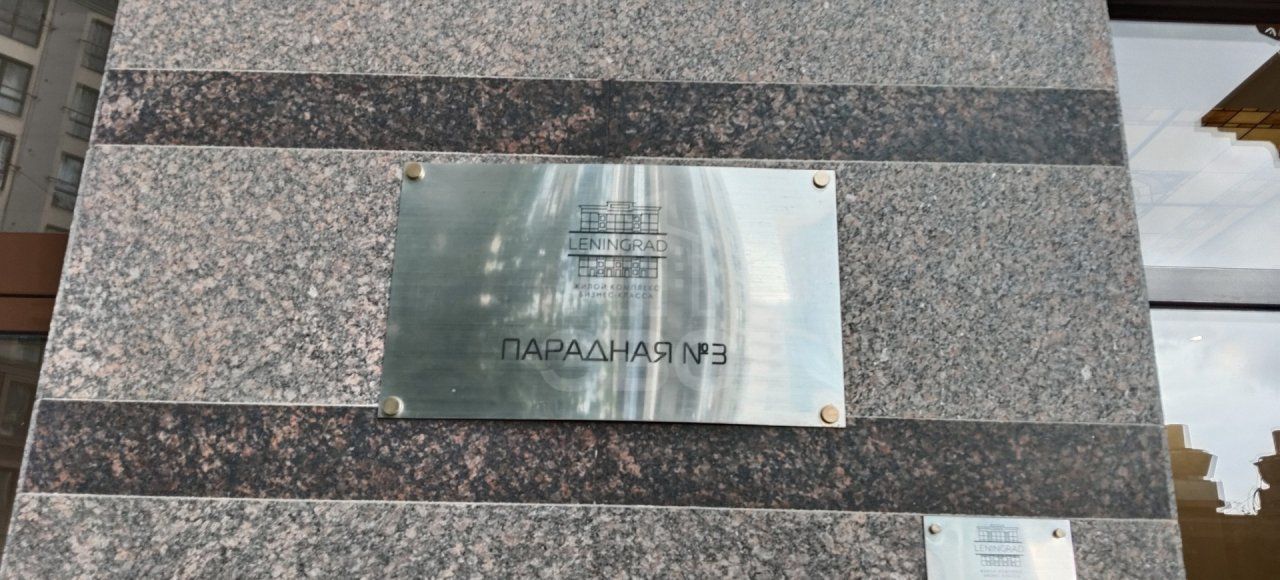 LENINGRAD
ЖИЛОЙ КОМПЛЕКС
БИЗНЕС-КЛАССА
ПАРАДНАЯ №3
LENINGRAD